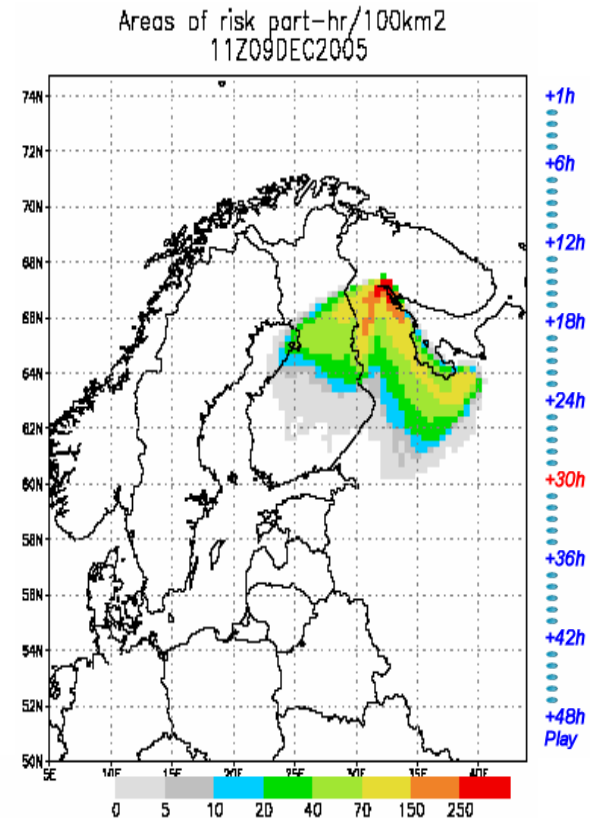 Areas of risk part-hr/100km2
11Z09DEC2005
74N
72N
70N
68N
66N
64N
62N
60N
58N
56N
54N
52N
50N
5E 10E 15E 20E 25E 30E 35E 40E
0 5 10 20 40 70 150 250
+1h
+6h
+12h
+18h
+24h
+30h
+36h
+42h
+48h
Play